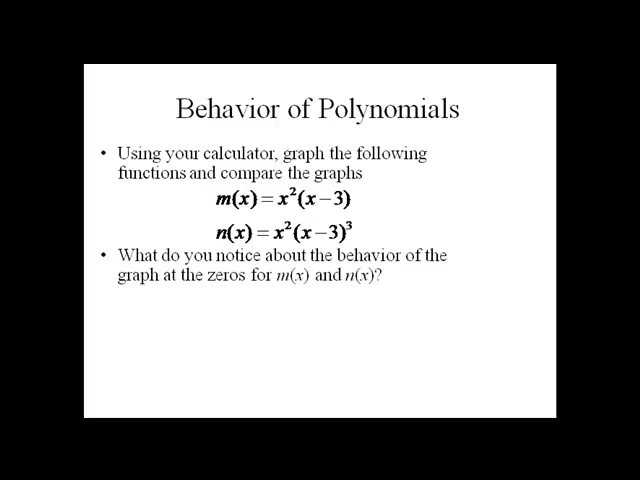 Behavior of Polynomials
• Using your calculator, graph the following
functions and compare the graphs
m(x) = x²(x − 3)
n(x) = x²(x − 3)³
• What do you notice about the behavior of the
graph at the zeros for m(x) and n(x)?